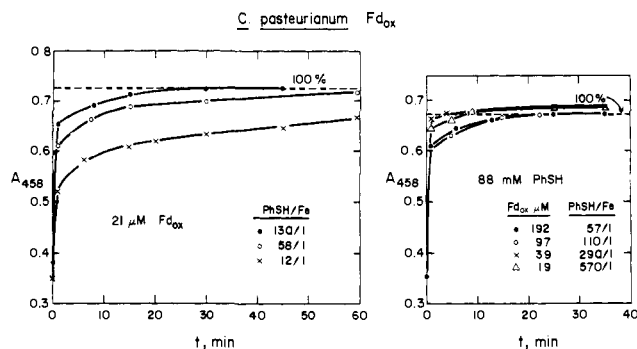 C. pasteurianum Fdox
0.8
0.7
0.6
0.5
0.4
0.3
A458
100%
21 μM Fdox
PhSH/Fe
• 130/1
○ 58/1
× 12/1
0 10 20 30 40 50 60
t, min
0.8
0.7
0.6
0.5
0.4
0.3
A458
100%
88 mM PhSH
Fdox μM PhSH/Fe
• 192 57/1
○ 97 110/1
× 39 290/1
△ 19 570/1
0 10 20 30 40
t, min